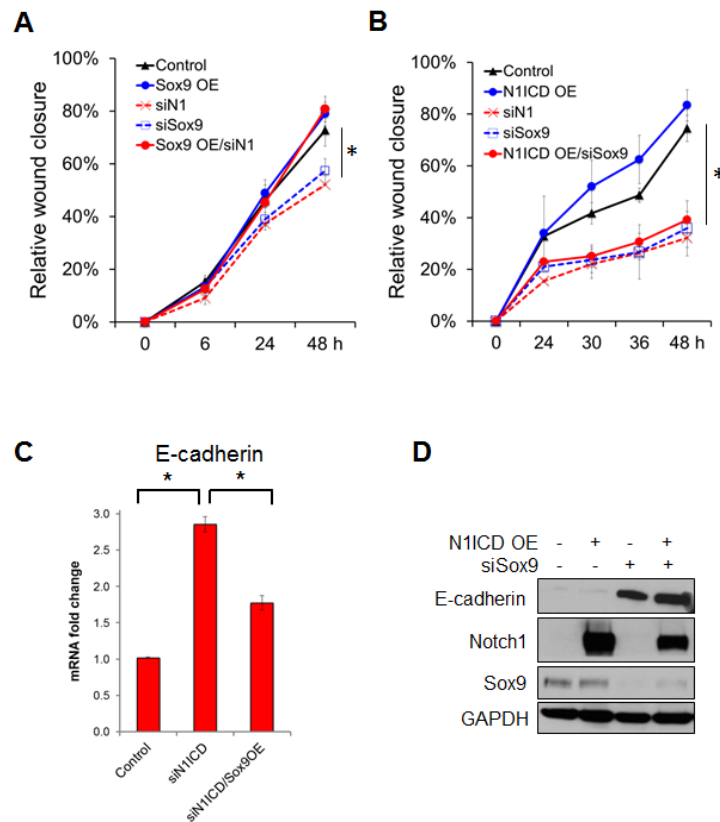 A
100%
80%
60%
40%
20%
0%
Relative wound closure
Control
Sox9 OE
siN1
siSox9
Sox9 OE/siN1
*
0 6 24 48 h
B
100%
80%
60%
40%
20%
0%
Relative wound closure
Control
N1ICD OE
siN1
siSox9
N1ICD OE/siSox9
*
0 24 30 36 48 h
C
E-cadherin
* *
3.0
2.5
2.0
1.5
1.0
0.5
0.0
mRNA fold change
Control
siN1ICD
siN1ICD/Sox9OE
D
N1ICD OE - + - +
siSox9 - - + +
E-cadherin
Notch1
Sox9
GAPDH